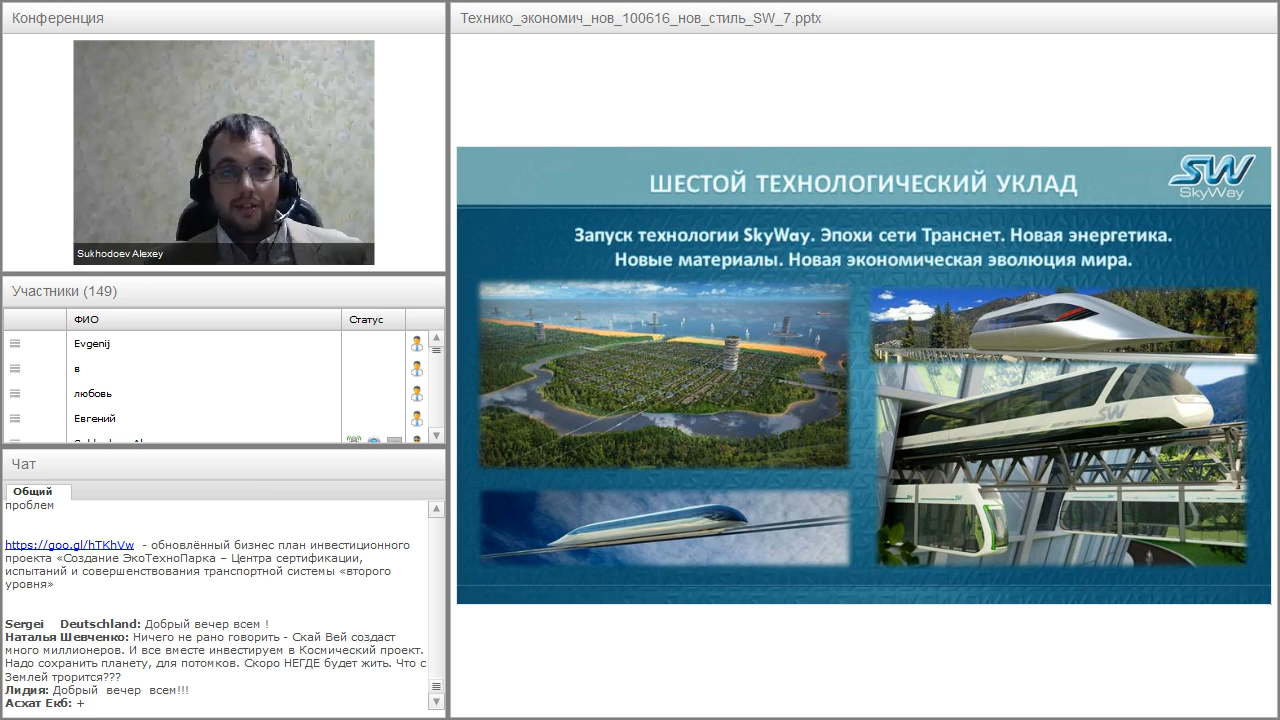 Конференция
Sukhodoev Alexey
Участники (149)
ФИО
Статус
Evgenij
в
любовь
Евгений
Чат
Общий
проблем
https://goo.gl/hTKhVw - обновлённый бизнес план инвестиционного
проекта «Создание ЭкоТехноПарка – Центра сертификации,
испытаний и совершенствования транспортной системы «второго
уровня»
Sergei Deutschland: Добрый вечер всем !
Наталья Шевченко: Ничего не рано говорить - Скай Вей создаст
много миллионеров. И все вместе инвестируем в Космический проект.
Надо сохранить планету, для потомков. Скоро НЕГДЕ будет жить. Что с
Землей трорится???
Лидия: Добрый вечер всем!!!
Асхат Екб: +
Технико_экономич_нов_100616_нов_стиль_SW_7.pptx
ШЕСТОЙ ТЕХНОЛОГИЧЕСКИЙ УКЛАД
SW
SkyWay
Запуск технологии SkyWay. Эпохи сети Транснет. Новая энергетика.
Новые материалы. Новая экономическая эволюция мира.
SW